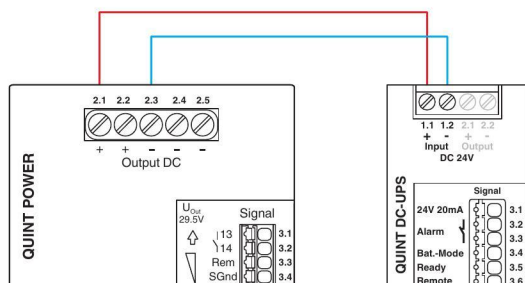 2.1 2.2 2.3 2.4 2.5
+ + - - -
Output DC
QUINT POWER
U Out
29.5V
Signal
13 3.1
14 3.2
Rem 3.3
SGnd 3.4
1.1 1.2 2.1 2.2
+ - + -
Input Output
DC 24V
QUINT DC-UPS
Signal
24V 20mA 3.1
Alarm 3.2
3.3
Bat.-Mode 3.4
Ready 3.5
Remote 3.6